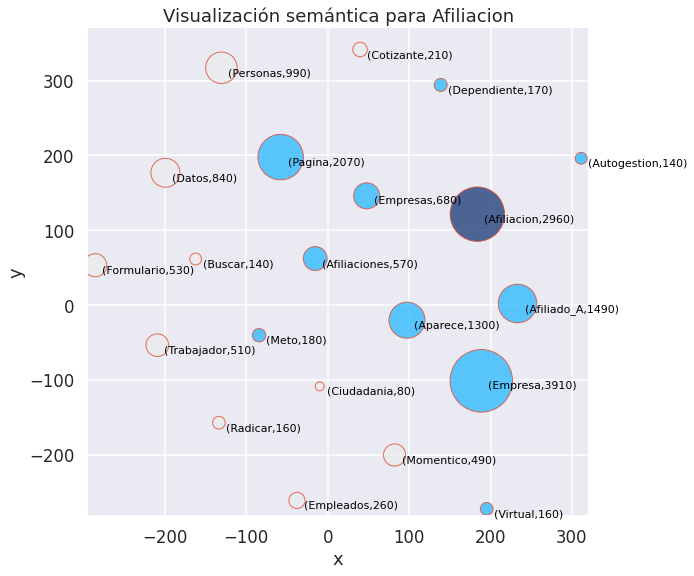 Visualización semántica para Afiliacion
(Cotizante,210)
(Personas,990)
(Dependiente,170)
(Autogestion,140)
(Pagina,2070)
(Datos,840)
(Empresas,680)
(Afiliacion,2960)
(Buscar,140)
(Afiliaciones,570)
(Formulario,530)
(Afiliado_A,1490)
(Aparece,1300)
(Meto,180)
(Trabajador,510)
(Empresa,3910)
(Ciudadania,80)
(Radicar,160)
(Momentico,490)
(Empleados,260)
(Virtual,160)
300
200
100
0
−100
−200
y
−200 −100 0 100 200 300
x